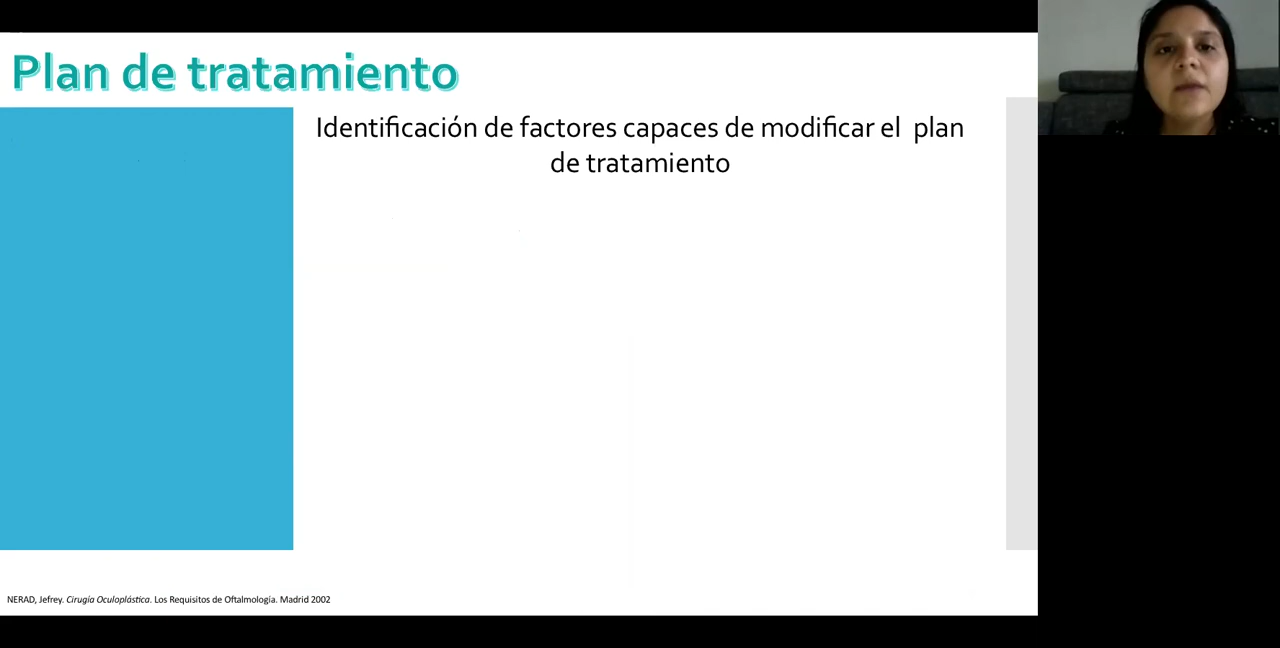 Plan de tratamiento
Identificación de factores capaces de modificar el plan
de tratamiento
NERAD, Jefrey. Cirugía Oculoplástica. Los Requisitos de Oftalmología. Madrid 2002